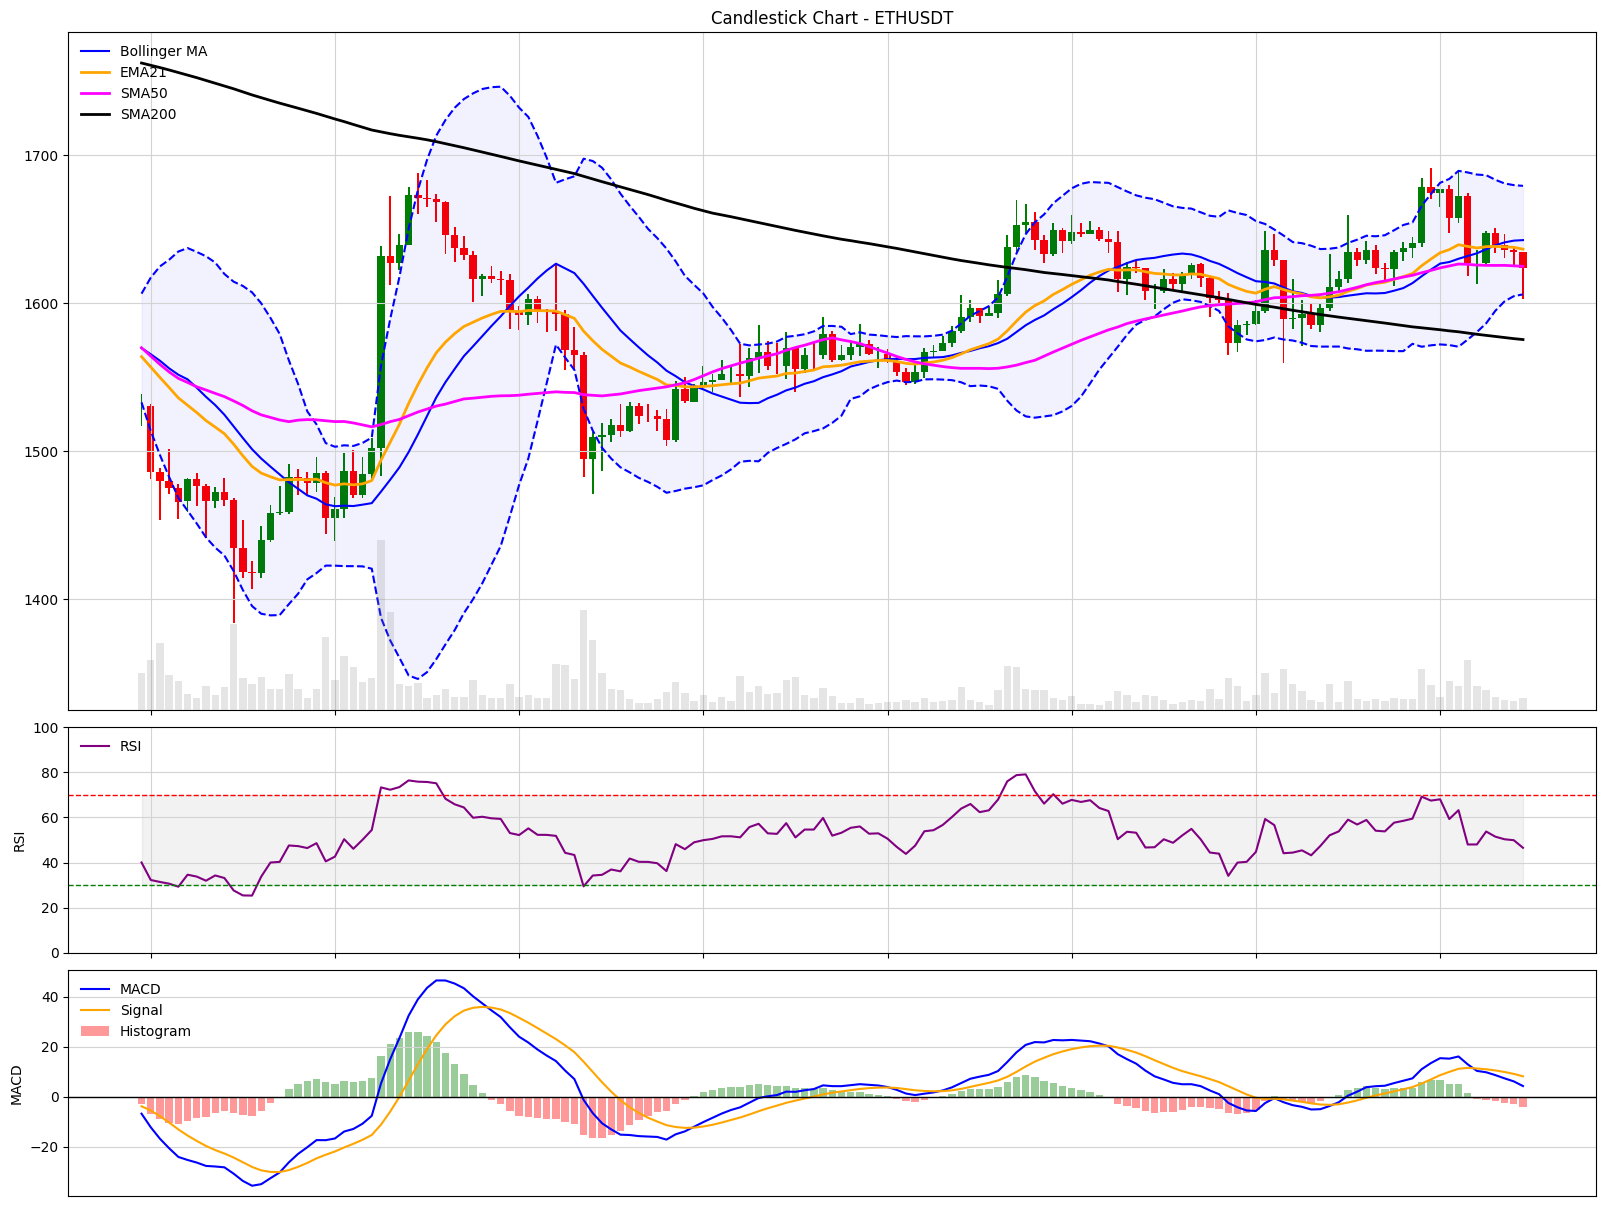 Candlestick Chart - ETHUSDT
Bollinger MA
EMA21
SMA50
SMA200
1700
1600
1500
1400
100
80
60
40
20
0
RSI
RSI
40
20
0
−20
MACD
MACD
Signal
Histogram